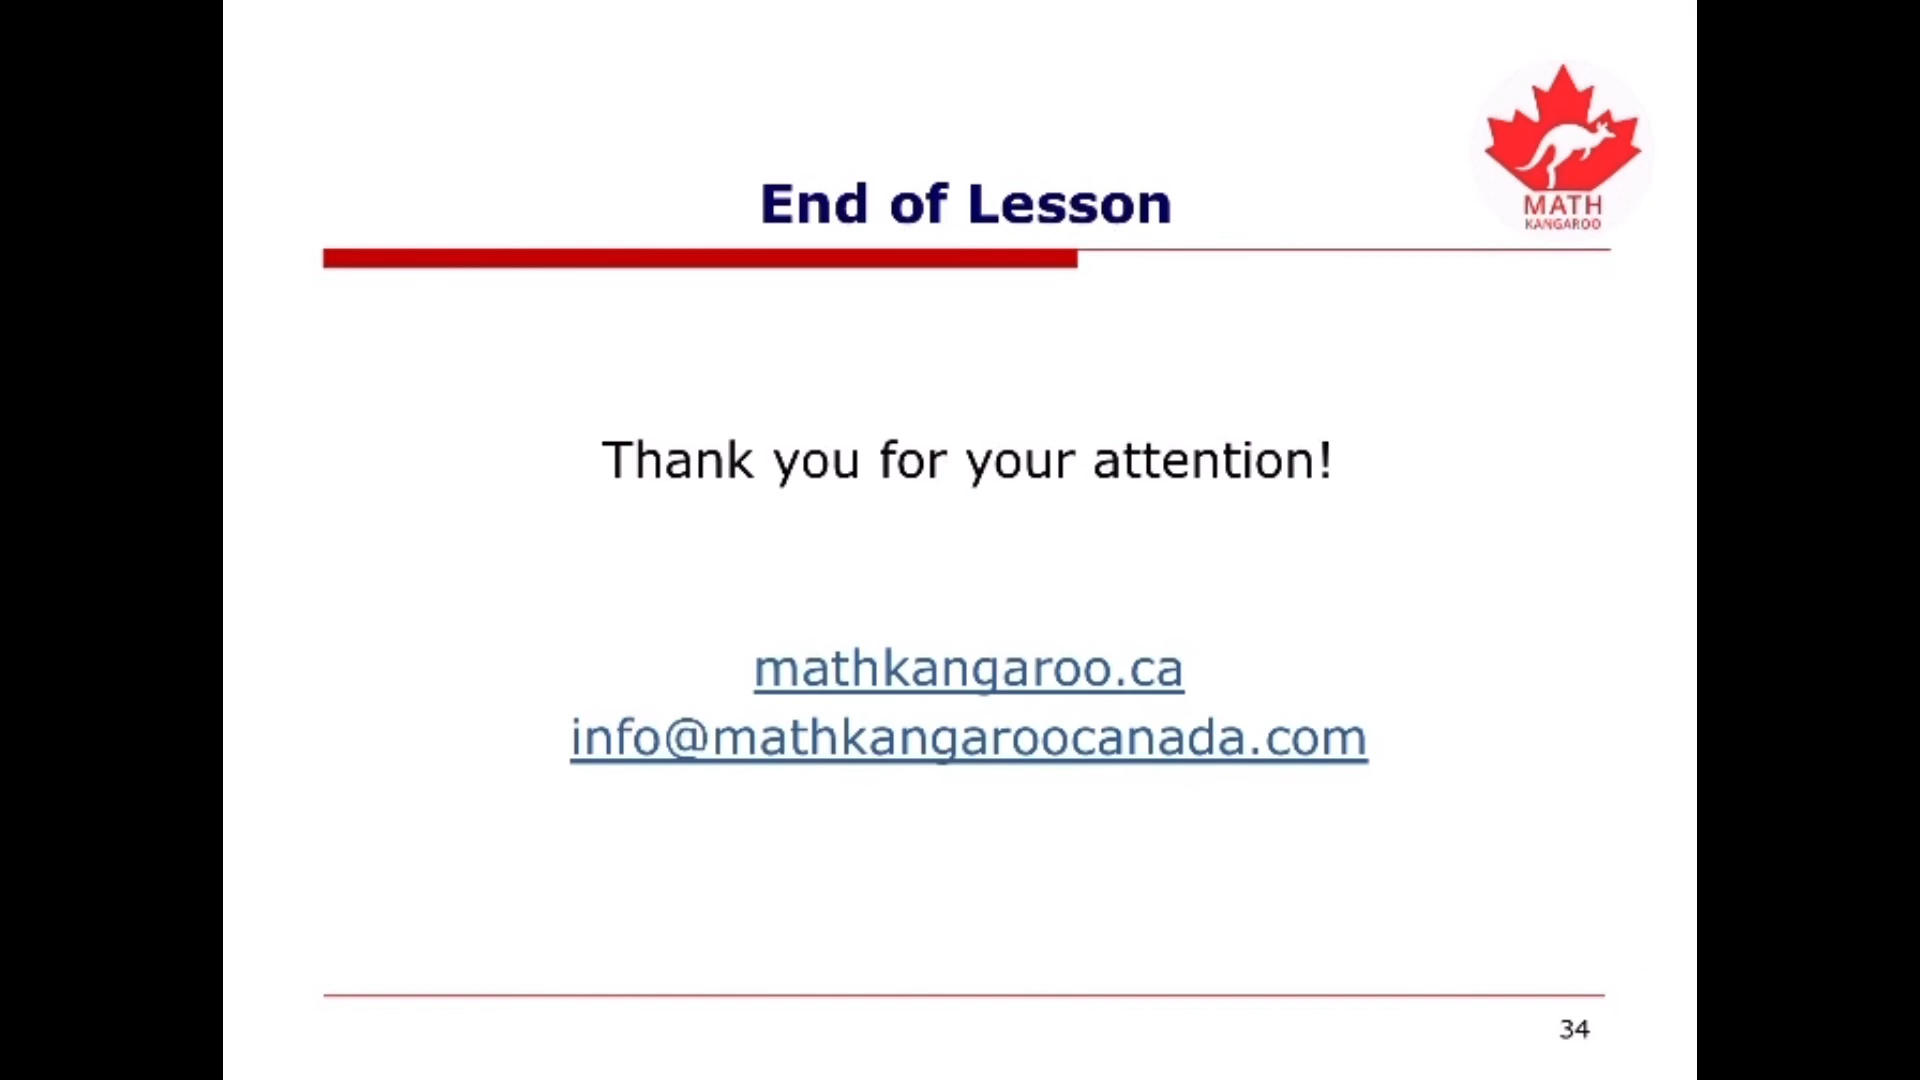 MATH
KANGAROO
End of Lesson
Thank you for your attention!
mathkangaroo.ca
info@mathkangaroocanada.com
34